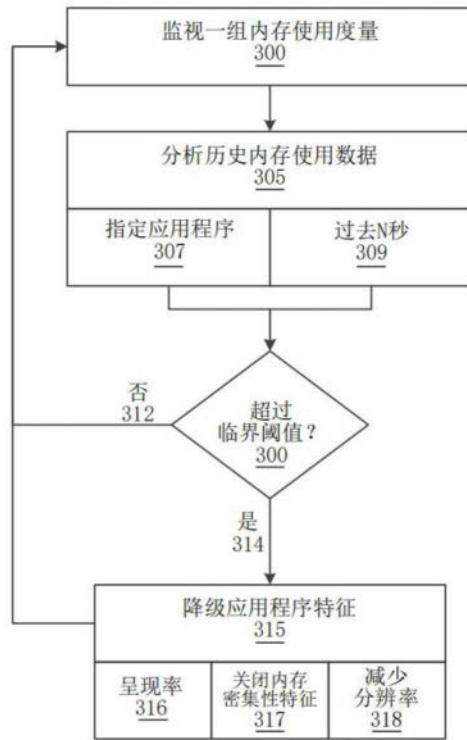 监视一组内存使用度量
300
分析历史内存使用数据
305
指定应用程序
307
过去N秒
309
否
312
超过
临界阈值？
300
是
314
降级应用程序特征
315
呈现率
316
关闭内存
密集性特征
317
减少
分辨率
318